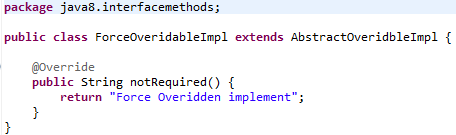 package java8.interfacemethods;
public class ForceOveridableImpl extends AbstractOveridbleImpl {
@Override
public String notRequired() {
return "Force Overidden implement";
}
}